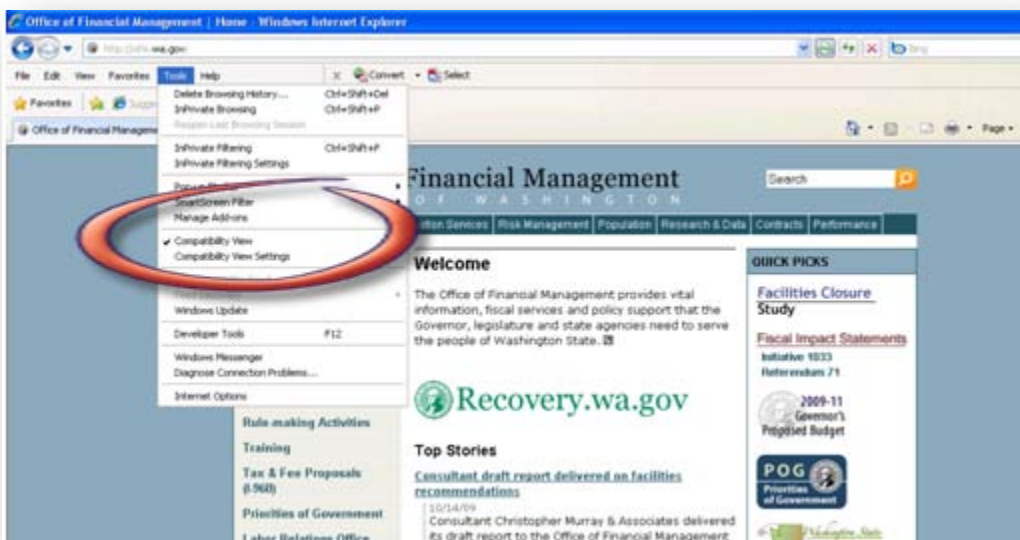 Office of Financial Management | Home - Windows Internet Explorer
wa.gov
bing
File Edit View Favorites Tools Help x Convert Select
Favorites
Office of Financial Manageme
Page
Delete Browsing History... Ctrl+Shift+Del
InPrivate Browsing Ctrl+Shift+P
Reopen Last Browsing Session
InPrivate Filtering Ctrl+Shift+F
InPrivate Filtering Settings
SmartScreen Filter
Manage Add-ons
Compatibility View
Compatibility View Settings
Windows Update
Developer Tools F12
Windows Messenger
Diagnose Connection Problems...
Internet Options
Financial Management
OF WASHINGTON
Search
Services Risk Management Population Research & Data Contracts Performance
Rule-making Activities
Training
Tax & Fee Proposals
(I-960)
Priorities of Government
Labor Relations Office
Welcome
The Office of Financial Management provides vital
information, fiscal services and policy support that the
Governor, legislature and state agencies need to serve
the people of Washington State.
Recovery.wa.gov
Top Stories
Consultant draft report delivered on facilities
recommendations
10/14/09
Consultant Christopher Murray & Associates delivered
its draft report to the Office of Financial Management
QUICK PICKS
Facilities Closure
Study
Fiscal Impact Statements
Initiative 1033
Referendum 71
2009-11
Governor's
Proposed Budget
POG
Priorities
of Government
Washington State